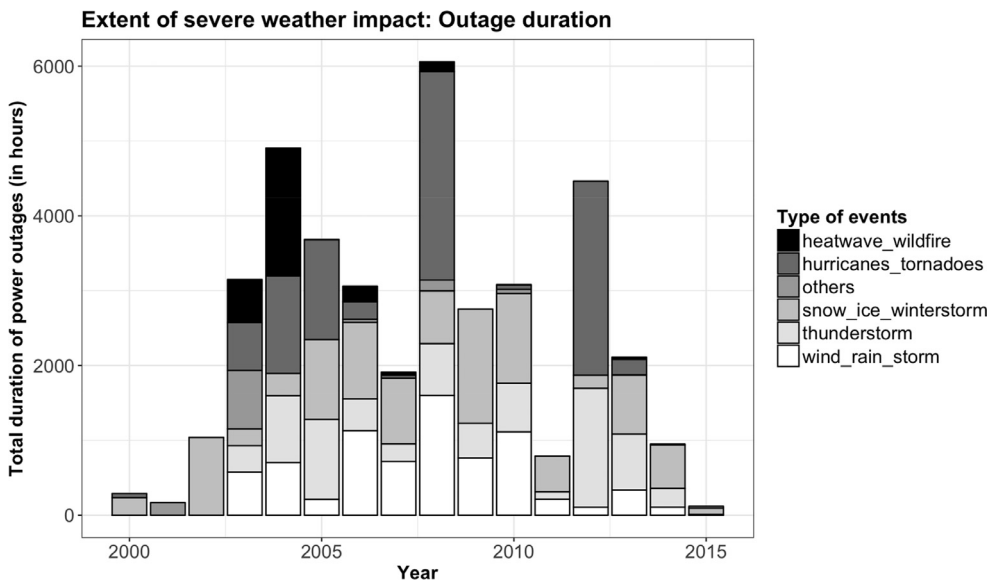 Extent of severe weather impact: Outage duration
Total duration of power outages (in hours)
6000
4000
2000
0
2000
2005
2010
2015
Year
Type of events
heatwave_wildfire
hurricanes_tornadoes
others
snow_ice_winterstorm
thunderstorm
wind_rain_storm